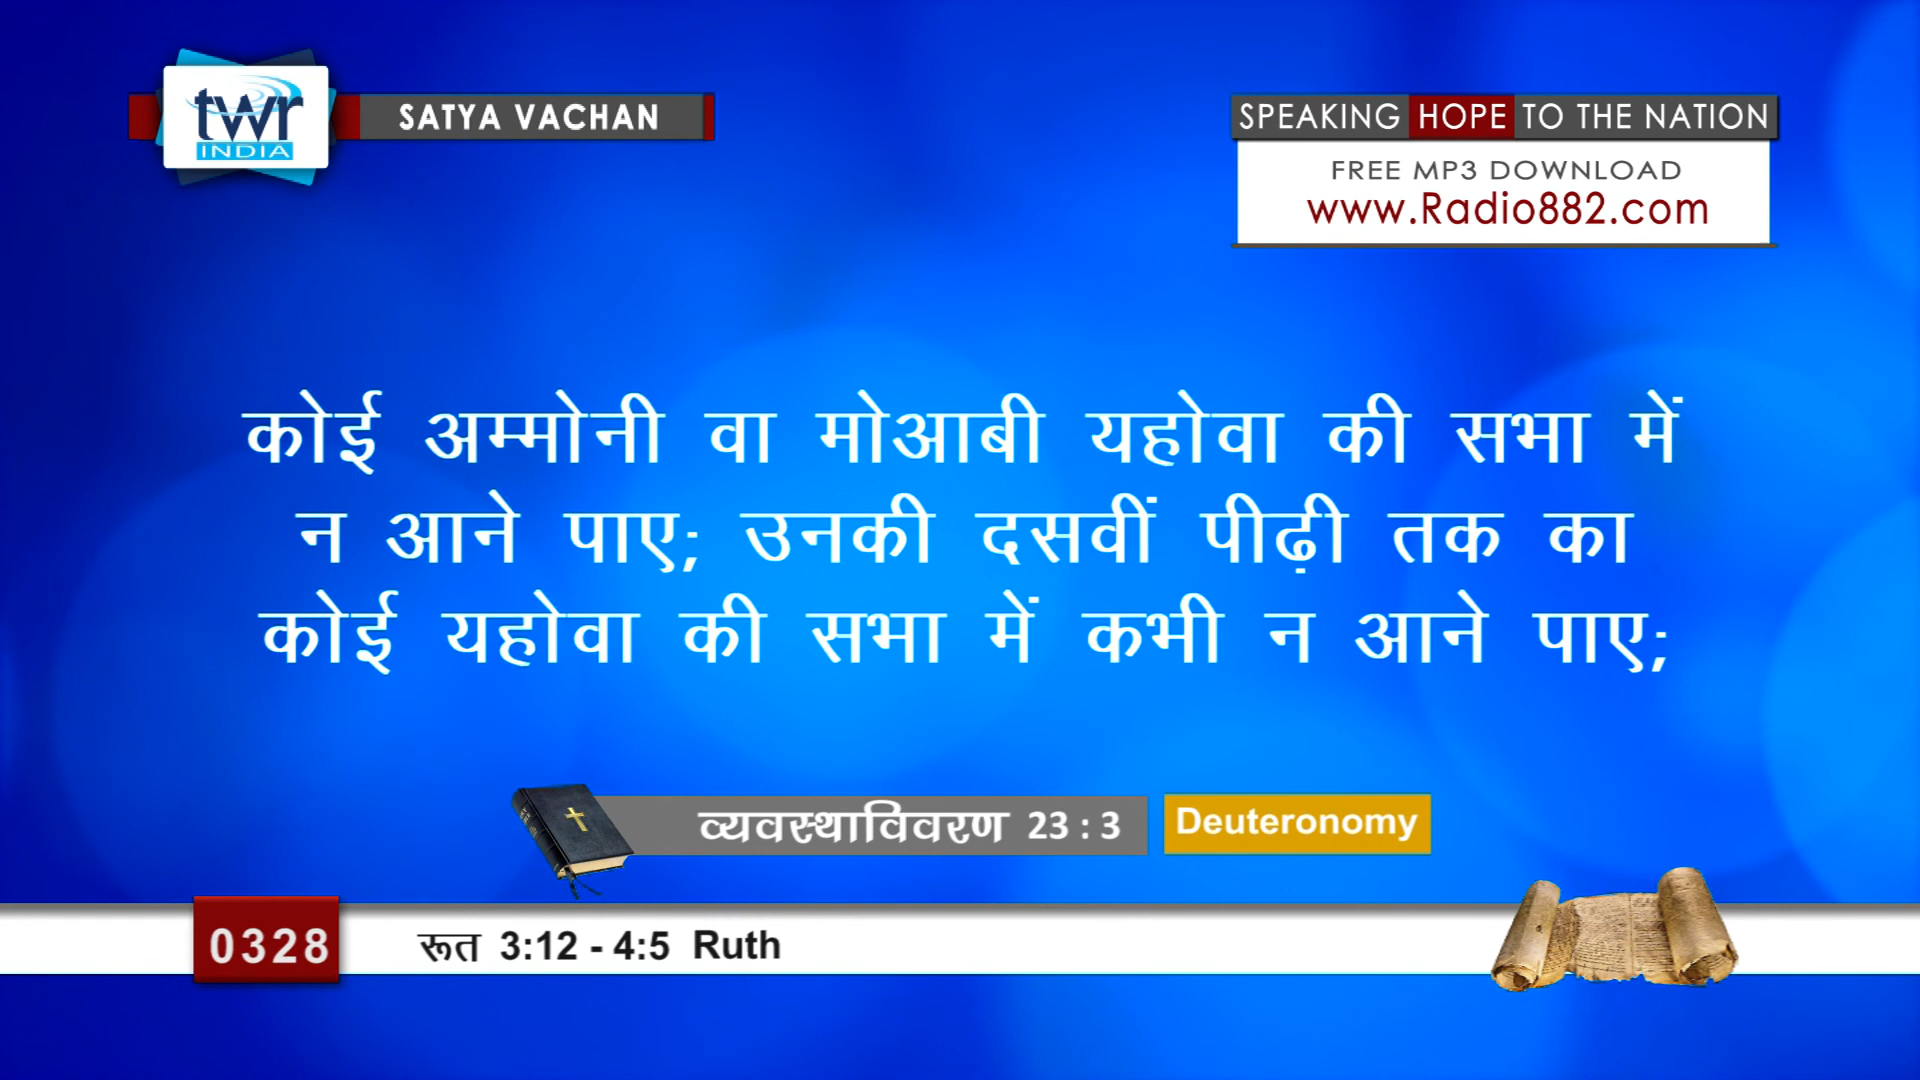 twr
INDIA
SATYA VACHAN
SPEAKING HOPE TO THE NATION
FREE MP3 DOWNLOAD
www.Radio882.com
कोई अम्मोनी वा मोआबी यहोवा की सभा में
न आने पाए; उनकी दसवीं पीढ़ी तक का
कोई यहोवा की सभा में कभी न आने पाए;
व्यवस्थाविवरण 23 : 3 Deuteronomy
0328 रूत 3:12 - 4:5 Ruth